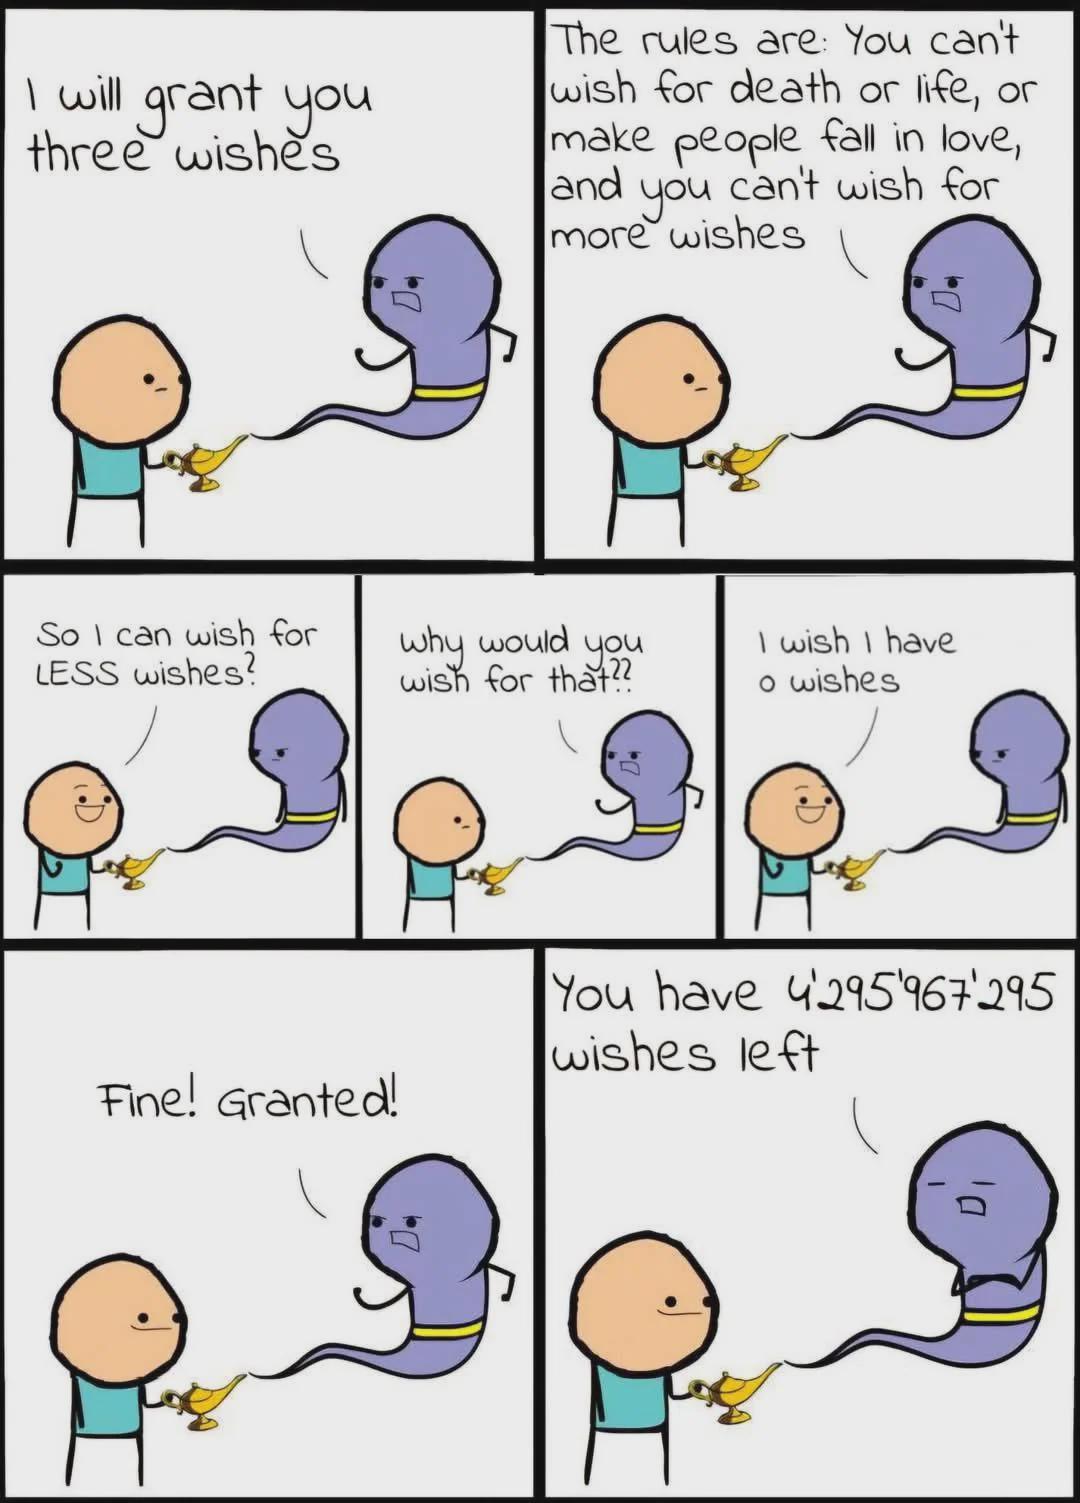 I will grant you
three wishes
The rules are: You can't
wish for death or life, or
make people fall in love,
and you can't wish for
more wishes
So I can wish for
LESS wishes?
Why would you
wish for that??
I wish I have
0 wishes
Fine! Granted!
You have 4'295'967'295
wishes left